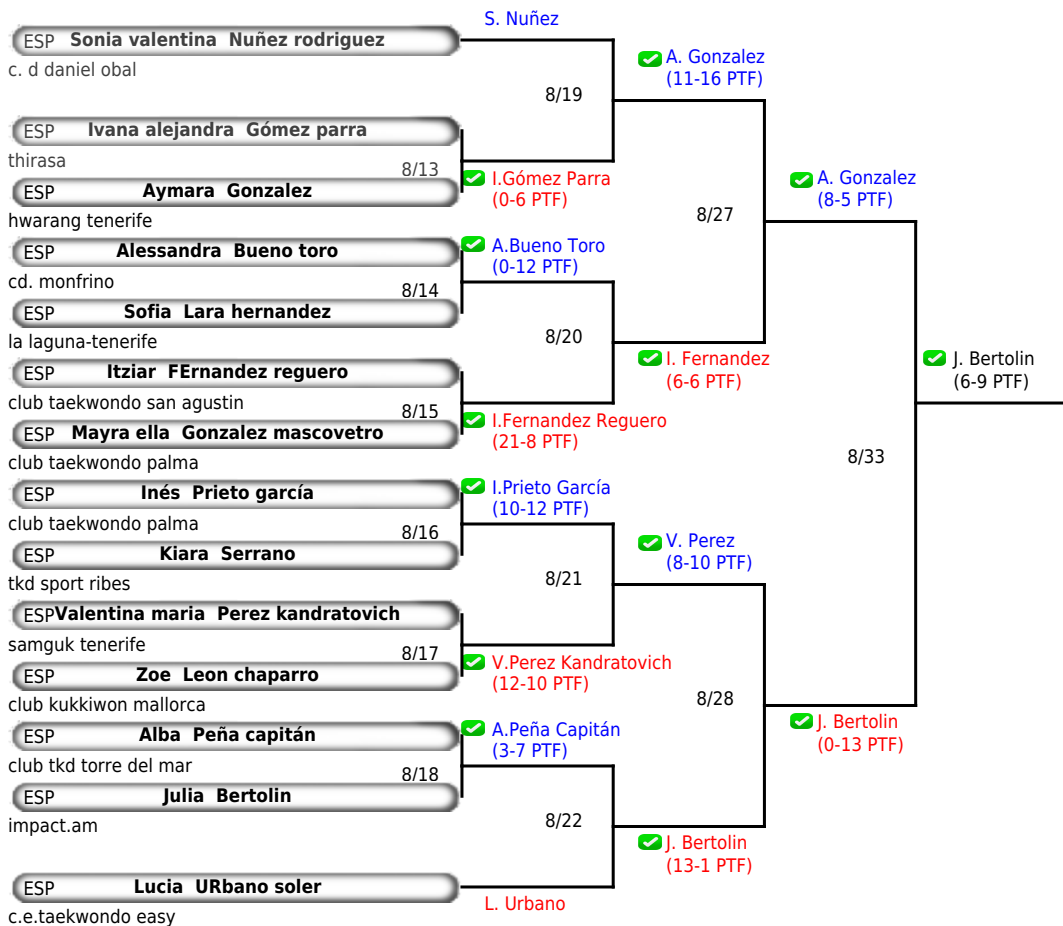 S. Nuñez
ESP Sonia valentina Nuñez rodriguez
c. d daniel obal
A. Gonzalez
(11-16 PTF)
8/19
ESP Ivana alejandra Gómez parra
thirasa
8/13
I.Gómez Parra
(0-6 PTF)
A. Gonzalez
(8-5 PTF)
ESP Aymara Gonzalez
hwarang tenerife
8/27
ESP Alessandra Bueno toro
A.Bueno Toro
(0-12 PTF)
cd. monfrino
8/14
ESP Sofia Lara hernandez
la laguna-tenerife
8/20
I. Fernandez
(6-6 PTF)
J. Bertolin
(6-9 PTF)
ESP Itziar FErnandez reguero
club taekwondo san agustin
8/15
I.Fernandez Reguero
(21-8 PTF)
ESP Mayra ella Gonzalez mascovetro
club taekwondo palma
8/33
ESP Inés Prieto garcía
I.Prieto García
(10-12 PTF)
club taekwondo palma
8/16
V. Perez
(8-10 PTF)
ESP Kiara Serrano
tkd sport ribes
8/21
ESP Valentina maria Perez kandratovich
samguk tenerife
8/17
V.Perez Kandratovich
(12-10 PTF)
ESP Zoe Leon chaparro
club kukkiwon mallorca
8/28
ESP Alba Peña capitán
A.Peña Capitán
(3-7 PTF)
J. Bertolin
(0-13 PTF)
club tkd torre del mar
8/18
ESP Julia Bertolin
impact.am
8/22
J. Bertolin
(13-1 PTF)
ESP Lucia URbano soler
L. Urbano
c.e.taekwondo easy